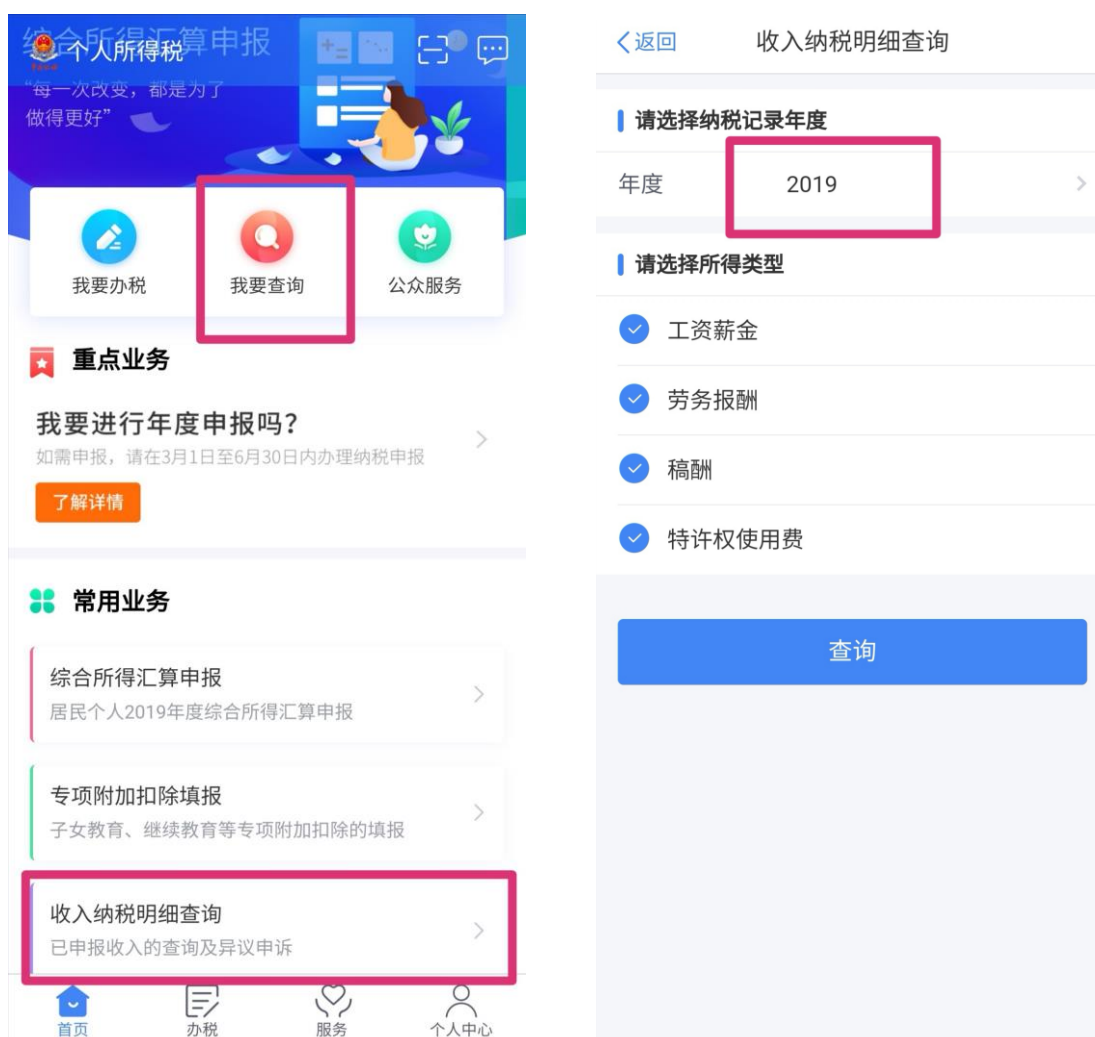 综合所得税算申报
个人所得税
“每一次改变，都是为了
做得更好”
我要办税
我要查询
公众服务
重点业务
我要进行年度申报吗？
如需申报，请在3月1日至6月30日内办理纳税申报
了解详情
常用业务
综合所得汇算申报
居民个人2019年度综合所得汇算申报
专项附加扣除填报
子女教育、继续教育等专项附加扣除的填报
收入纳税明细查询
已申报收入的查询及异议申诉
首页
办税
服务
个人中心
返回
收入纳税明细查询
请选择纳税记录年度
年度
2019
请选择所得类型
工资薪金
劳务报酬
稿酬
特许权使用费
查询